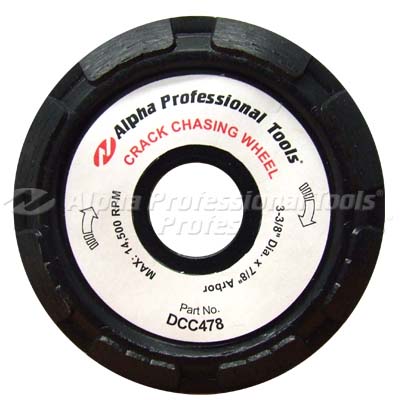 Alpha Professional Tools®
CRACK CHASING WHEEL
3-3/8" Dia. x 7/8" Arbor
MAX: 14,500 RPM
Part No.
DCC478
Alpha Professional Tools®
Profes